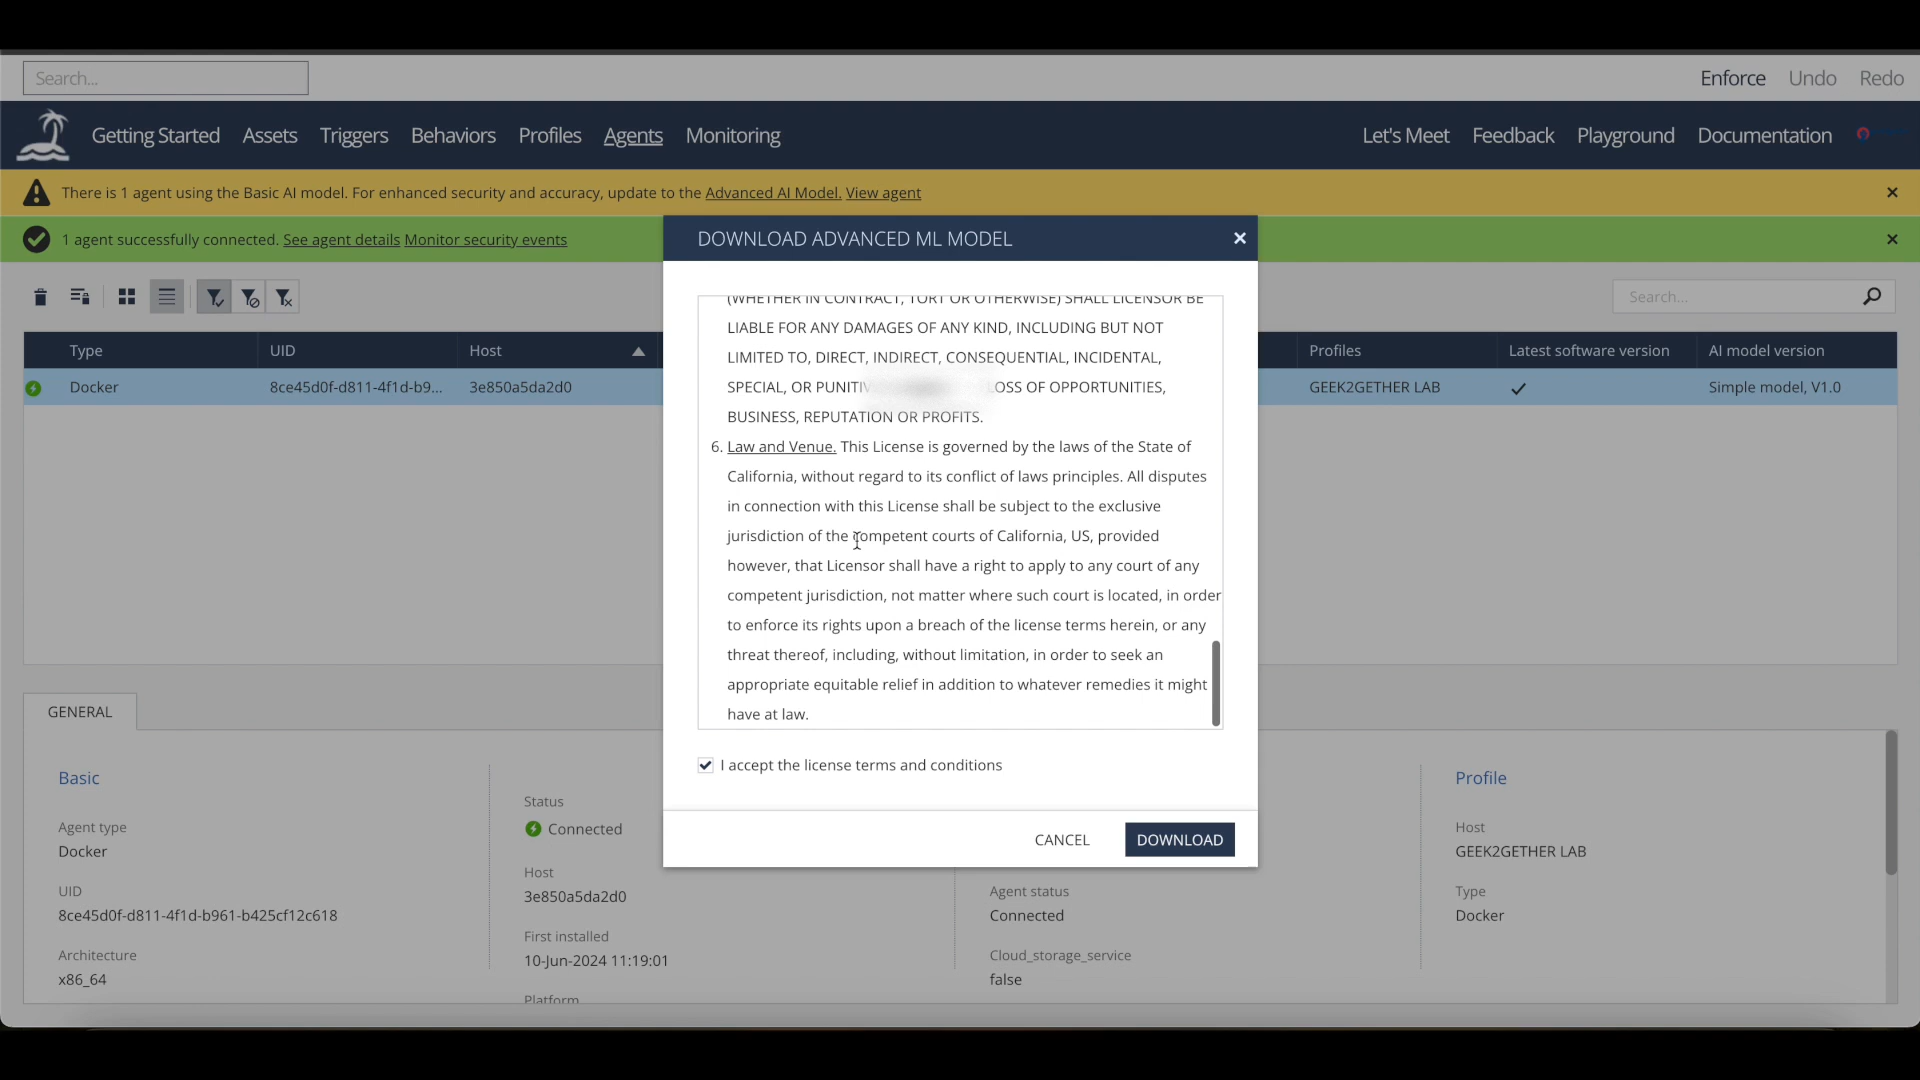 Search...
Enforce Undo Redo
Getting Started Assets Triggers Behaviors Profiles Agents Monitoring Let's Meet Feedback Playground Documentation
There is 1 agent using the Basic AI model. For enhanced security and accuracy, update to the Advanced AI Model. View agent
1 agent successfully connected. See agent details Monitor security events
DOWNLOAD ADVANCED ML MODEL
Search...
(WHETHER IN CONTRACT, TORT OR OTHERWISE) SHALL LICENSOR BE
LIABLE FOR ANY DAMAGES OF ANY KIND, INCLUDING BUT NOT
LIMITED TO, DIRECT, INDIRECT, CONSEQUENTIAL, INCIDENTAL,
SPECIAL, OR LOSS OF OPPORTUNITIES,
BUSINESS, REPUTATION OR PROFITS.
6. Law and Venue. This License is governed by the laws of the State of
California, without regard to its conflict of laws principles. All disputes
in connection with this License shall be subject to the exclusive
jurisdiction of the competent courts of California, US, provided
however, that Licensor shall have a right to apply to any court of any
competent jurisdiction, not matter where such court is located, in order
to enforce its rights upon a breach of the license terms herein, or any
threat thereof, including, without limitation, in order to seek an
appropriate equitable relief in addition to whatever remedies it might
have at law.
I accept the license terms and conditions
CANCEL DOWNLOAD
Type UID Host Profiles Latest software version AI model version
Docker 8ce45d0f-d811-4f1d-b9... 3e850a5da2d0 GEEK2GETHER LAB Simple model, V1.0
GENERAL
Basic
Agent type
Docker
UID
8ce45d0f-d811-4f1d-b961-b425cf12c618
Architecture
x86_64
Status
Connected
Host
3e850a5da2d0
First installed
10-Jun-2024 11:19:01
Platform
Agent status
Connected
Cloud_storage_service
false
Profile
Host
GEEK2GETHER LAB
Type
Docker